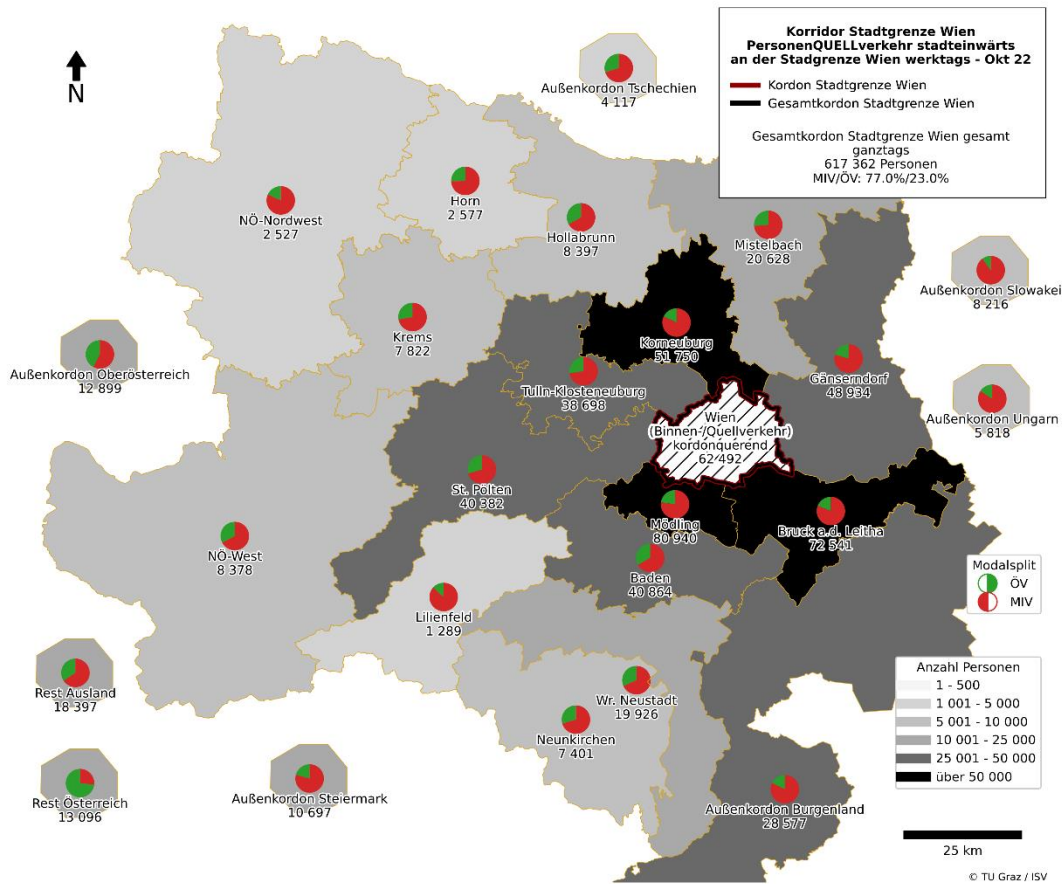 Korridor Stadtgrenze Wien
PersonenQUELLverkehr stadteinwärts
an der Stadgrenze Wien werktags - Okt 22
Kordon Stadtgrenze Wien
Gesamtkordon Stadtgrenze Wien
Gesamtkordon Stadtgrenze Wien gesamt
ganztags
617 362 Personen
MIV/ÖV: 77.0%/23.0%
N
Außenkordon Tschechien
4 117
Horn
2 577
NÖ-Nordwest
2 527
Hollabrunn
8 397
Mistelbach
20 628
Außenkordon Slowakei
8 216
Krems
7 822
Korneuburg
51 750
Außenkordon Oberösterreich
12 899
Gänserndorf
48 934
Tulln-Klosteneuburg
38 698
Außenkordon Ungarn
5 818
Wien
(Binnen-/Quellverkehr)
kordonquerend
62 492
St. Pölten
40 382
Mödling
80 940
Bruck a.d. Leitha
72 541
NÖ-West
8 378
Baden
40 864
Modalsplit
ÖV
MIV
Lilienfeld
1 289
Rest Ausland
18 397
Wr. Neustadt
19 926
Neunkirchen
7 401
Anzahl Personen
1 - 500
1 001 - 5 000
5 001 - 10 000
10 001 - 25 000
25 001 - 50 000
über 50 000
Rest Österreich
13 096
Außenkordon Steiermark
10 697
Außenkordon Burgenland
28 577
25 km
© TU Graz / ISV